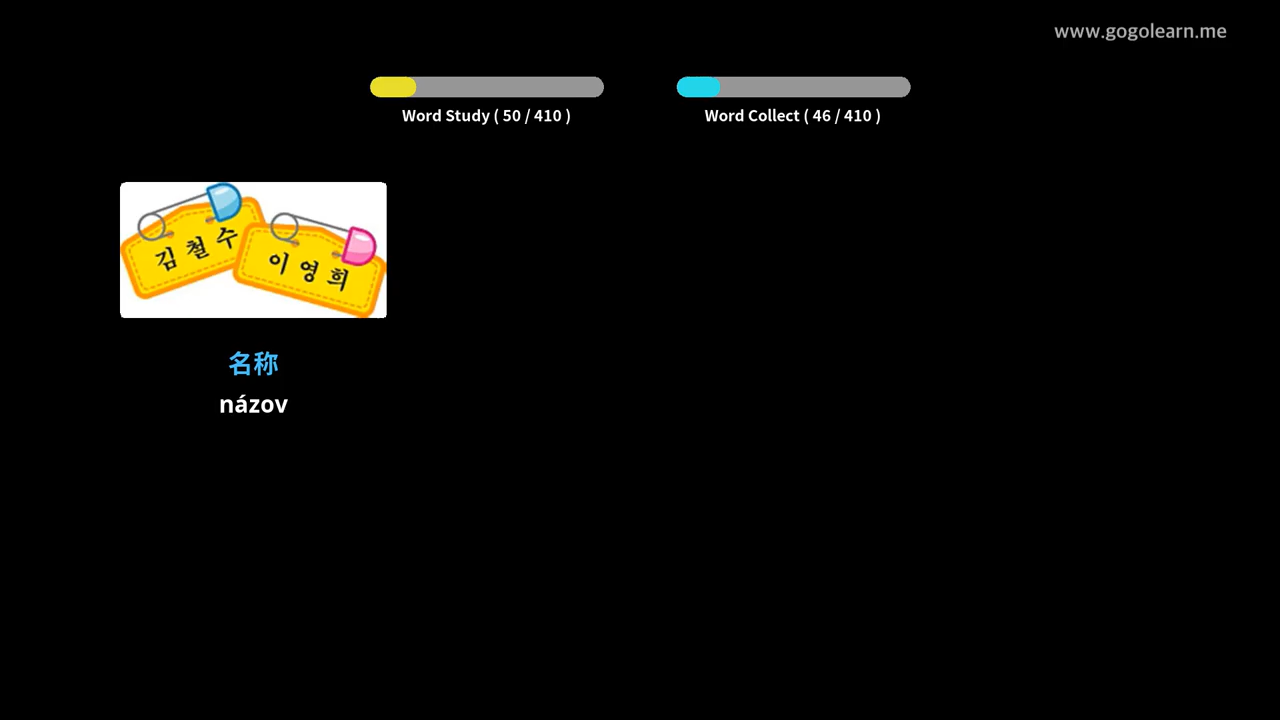 www.gogolearn.me
Word Study ( 50 / 410 )
Word Collect ( 46 / 410 )
김철수
이영희
名称
názov